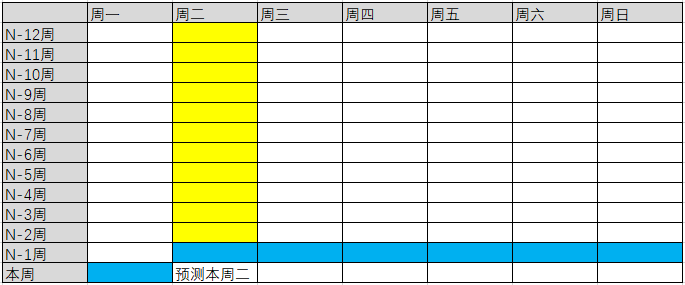 周一 周二 周三 周四 周五 周六 周日
N-12周
N-11周
N-10周
N-9周
N-8周
N-7周
N-6周
N-5周
N-4周
N-3周
N-2周
N-1周
本周 预测本周二